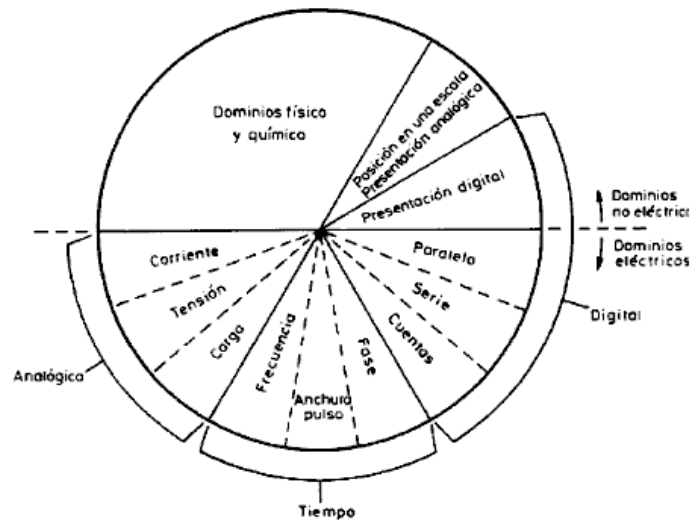 Dominios físico
y químico
Posición en una escala
Presentación analógica
Presentación digital
Dominios
no eléctric
Dominios
eléctricos
Corriente
Tensión
Carga
Frecuencia
Anchura
pulso
Fase
Cuentas
Serie
Paralelo
Analógica
Tiempo
Digital